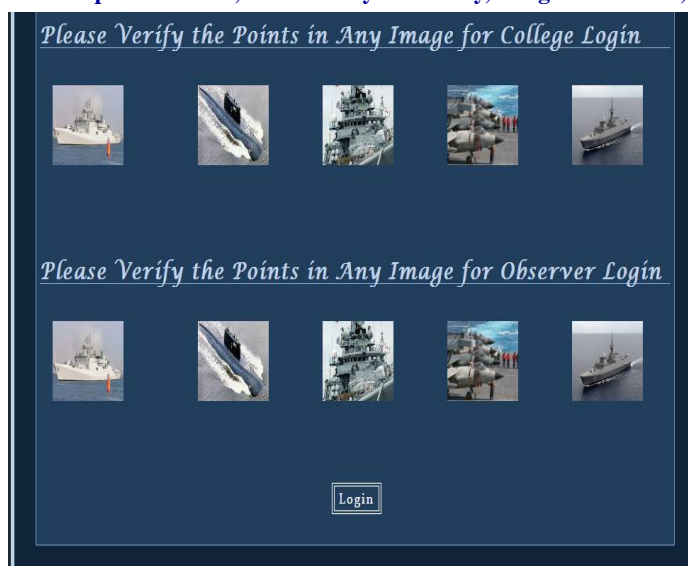 Please Verify the Points in Any Image for College Login
Please Verify the Points in Any Image for Observer Login
Login